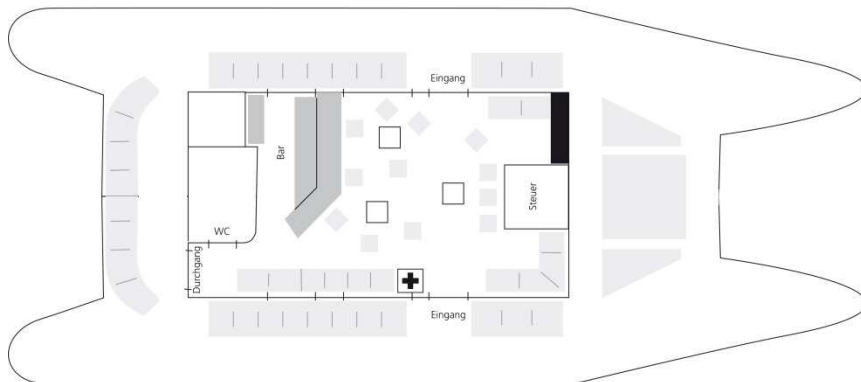 Eingang
Bar
Steuer
WC
Durchgang
Eingang